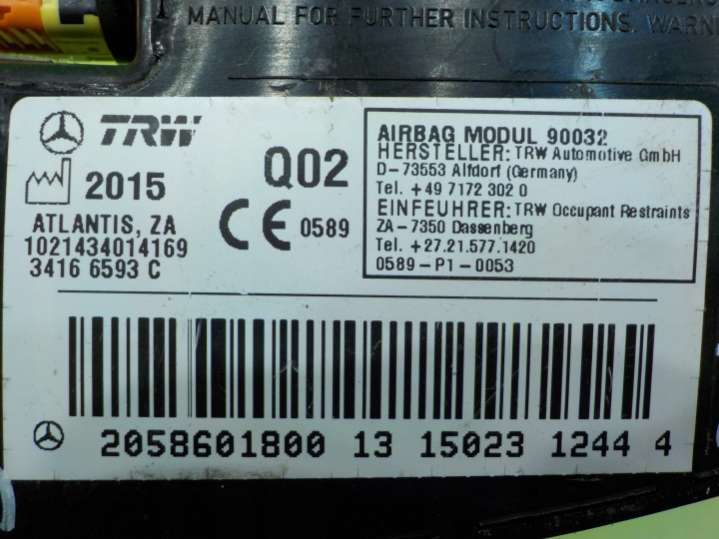 MANUAL FOR FURTHER INSTRUCTIONS. WARN
TRW
2015
Q02
ATLANTIS, ZA
1021434014169
3416 6593 C
CE 0589
AIRBAG MODUL 90032
HERSTELLER: TRW Automotive GmbH
D-73553 Alfdorf (Germany)
Tel. +49 7172 302 0
EINFEUHRER: TRW Occupant Restraints
ZA-7350 Dassenberg
Tel. +27.21.577.1420
0589-P1-0053
2058601800 13 15023 1244 4